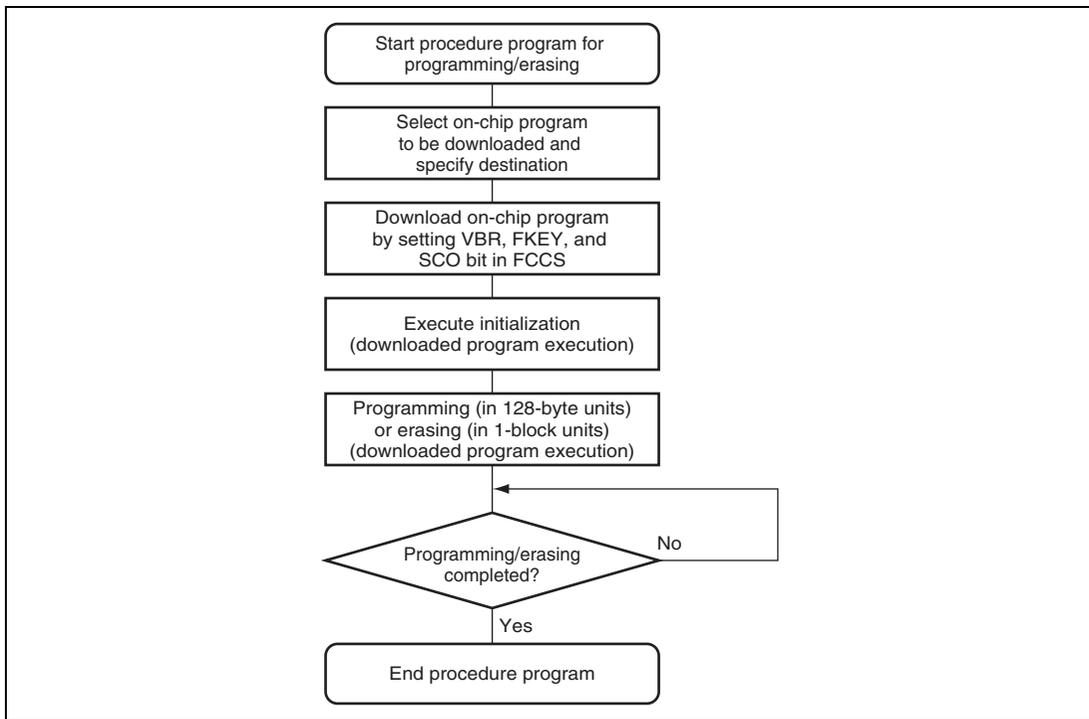 Start procedure program for
programming/erasing
Select on-chip program
to be downloaded and
specify destination
Download on-chip program
by setting VBR, FKEY, and
SCO bit in FCCS
Execute initialization
(downloaded program execution)
Programming (in 128-byte units)
or erasing (in 1-block units)
(downloaded program execution)
No
Programming/erasing
completed?
Yes
End procedure program